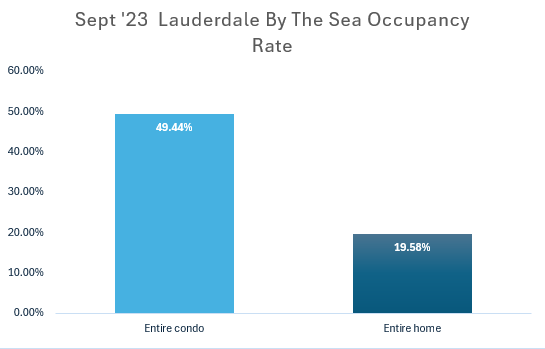 Sept '23  Lauderdale By The Sea Occupancy
Rate
60.00%
50.00%
40.00%
30.00%
20.00%
10.00%
0.00%
49.44%
19.58%
Entire condo
Entire home